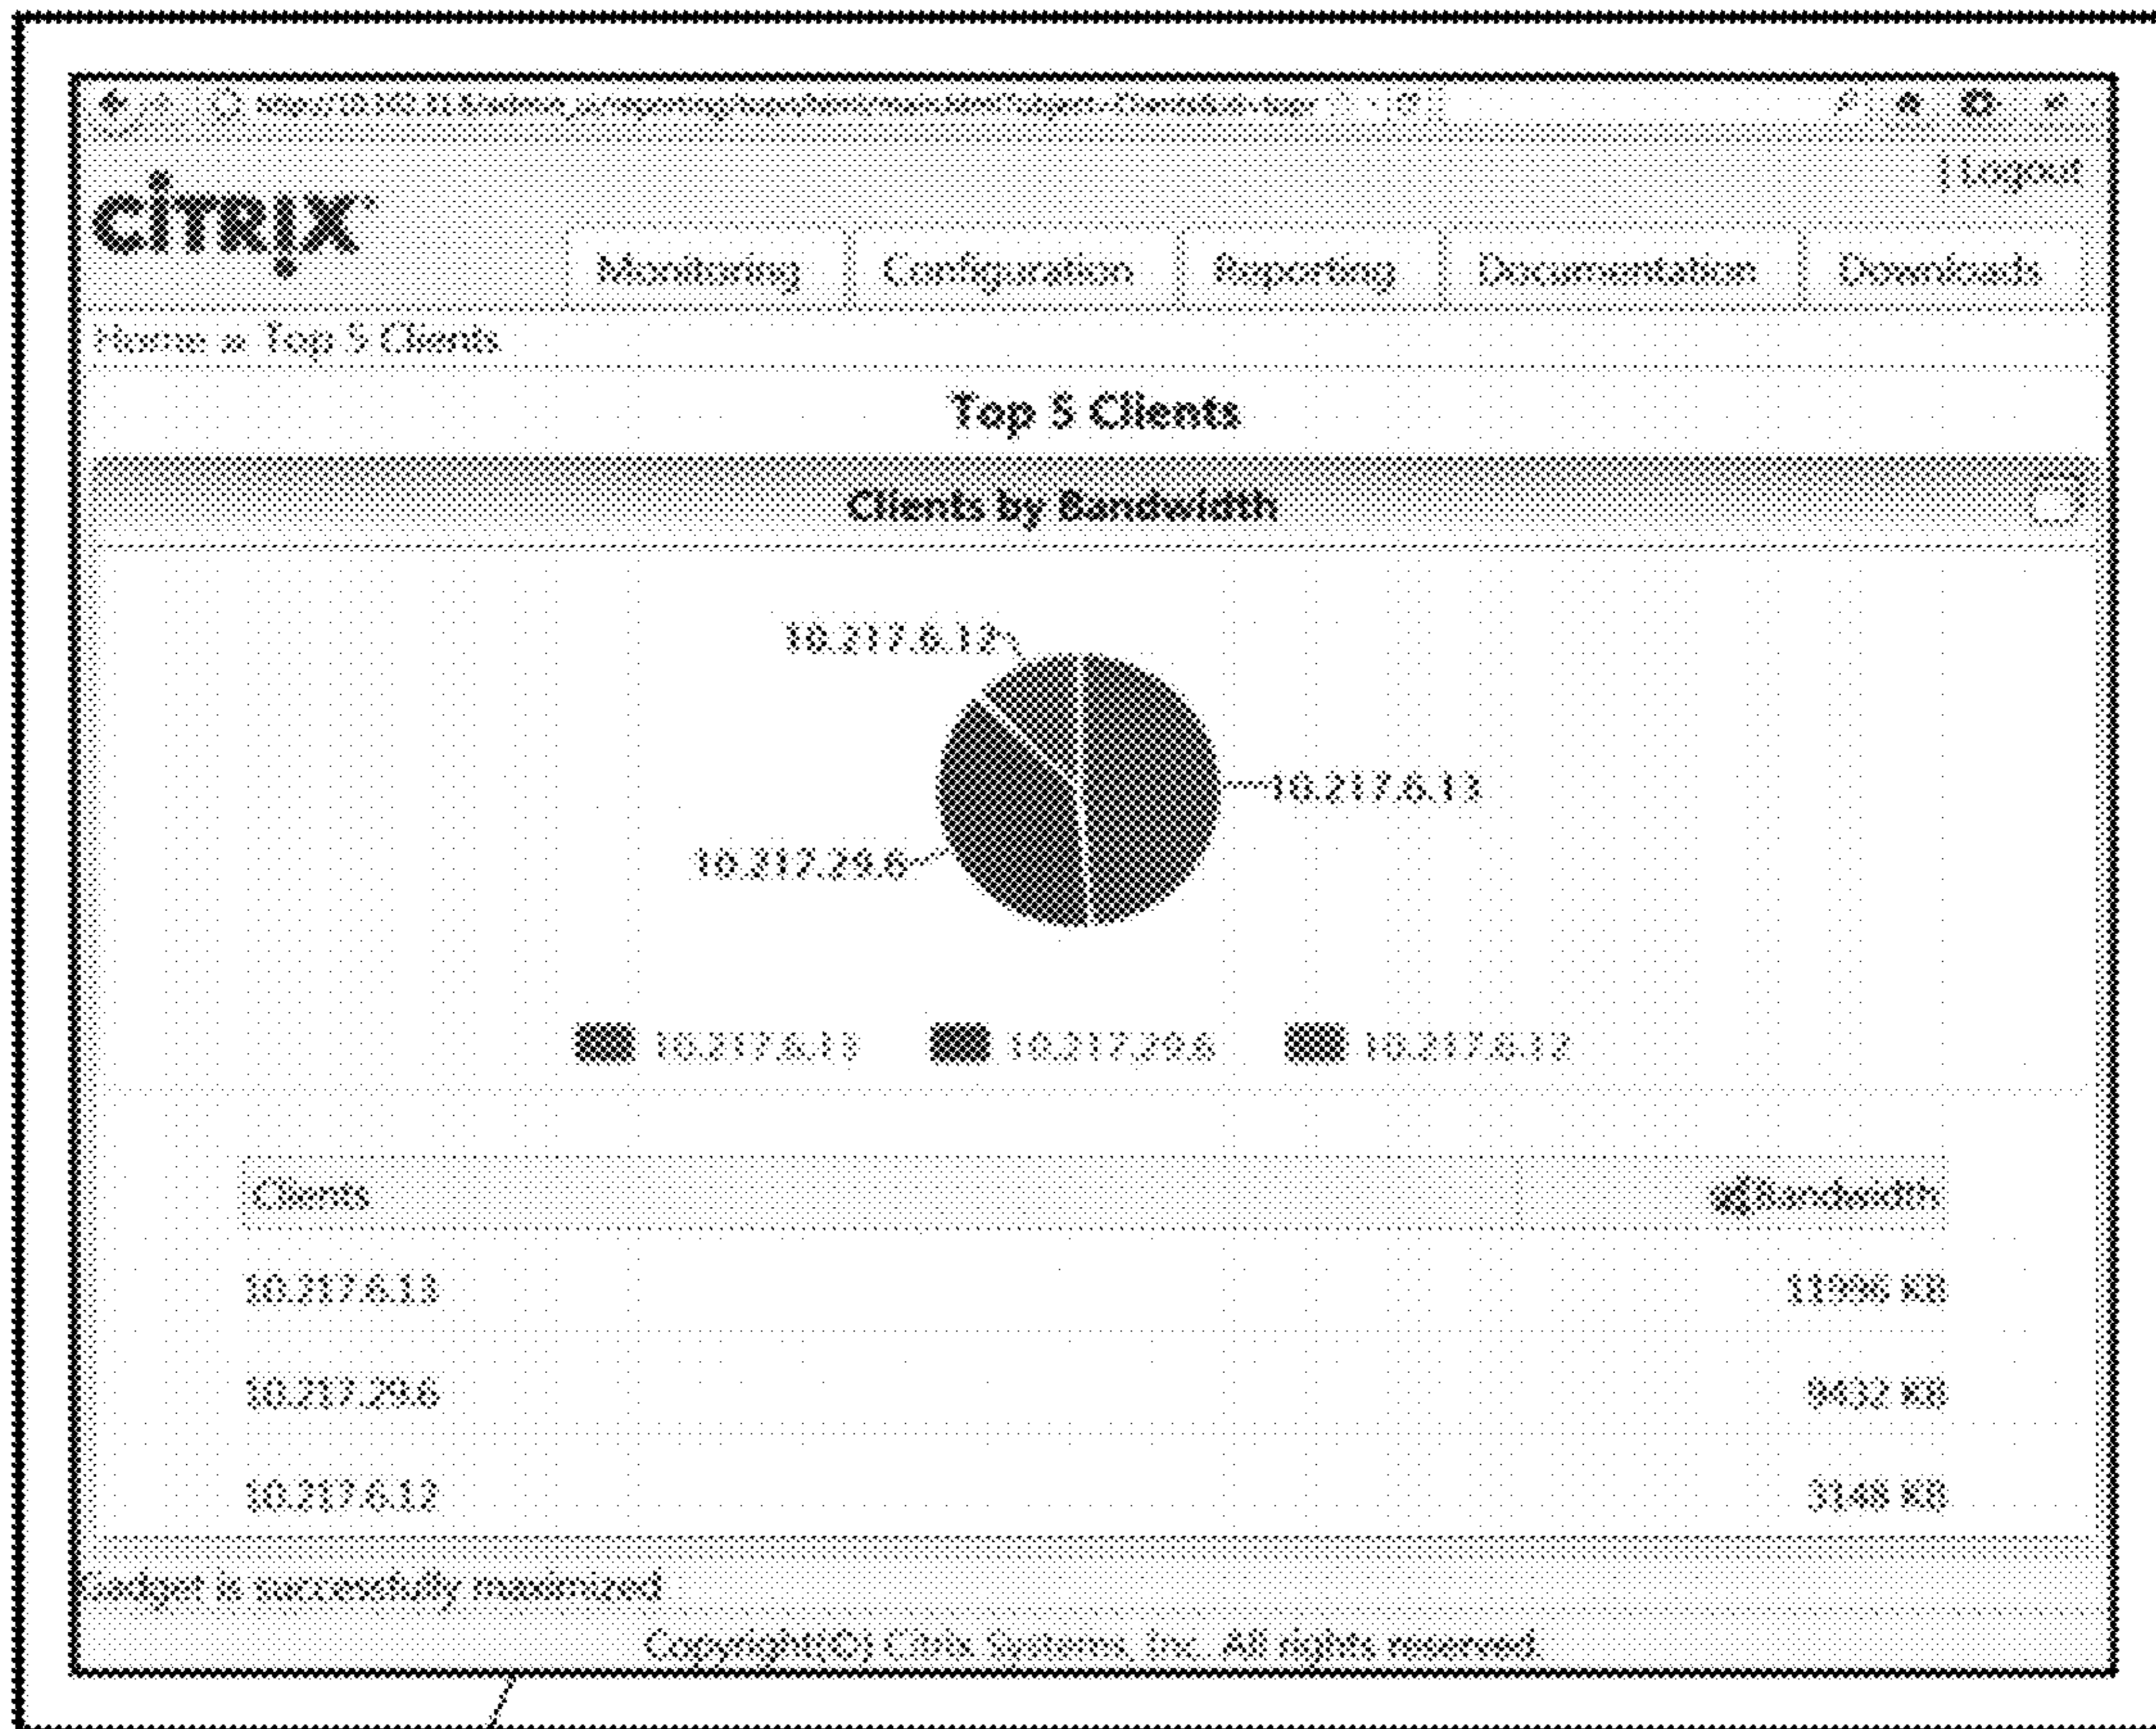 | Logout
CİTRIX
Monitoring Configuration Reporting Documentation Downloads
Home » Top 5 Clients
Top 5 Clients
Clients by Bandwidth
10.217.6.12
10.217.6.13
10.217.29.6
10.217.6.13 10.217.29.6 10.217.6.12
Clients Bandwidth
10.217.6.13 11996 KB
10.217.29.6 9432 KB
10.217.6.12 3148 KB
Gadget is successfully maximized
Copyright(©) Citrix Systems, Inc. All rights reserved.